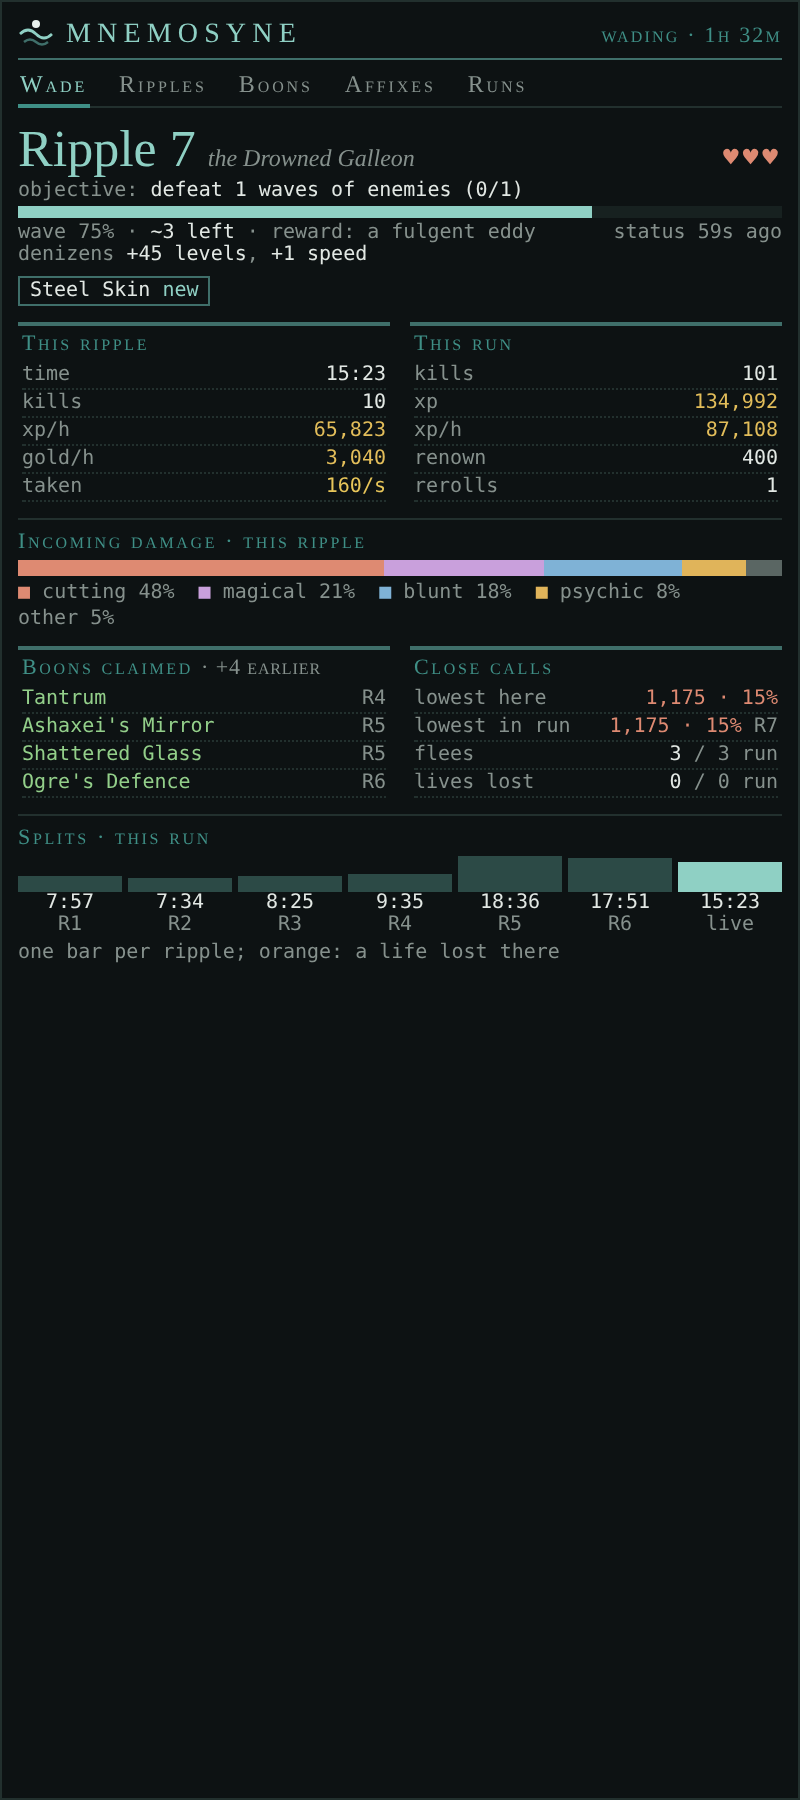 MNEMOSYNE
wading · 1h 32m
Wade Ripples Boons Affixes Runs
Ripple 7 the Drowned Galleon ♥♥♥
objective: defeat 1 waves of enemies (0/1)
wave 75% · ~3 left · reward: a fulgent eddy status 59s ago
denizens +45 levels, +1 speed
Steel Skin new
This ripple
time 15:23
kills 10
xp/h 65,823
gold/h 3,040
taken 160/s
This run
kills 101
xp 134,992
xp/h 87,108
renown 400
rerolls 1
Incoming damage · this ripple
cutting 48% magical 21% blunt 18% psychic 8%
other 5%
Boons claimed · +4 earlier
Tantrum R4
Ashaxei's Mirror R5
Shattered Glass R5
Ogre's Defence R6
Close calls
lowest here 1,175 · 15%
lowest in run 1,175 · 15% R7
flees 3 / 3 run
lives lost 0 / 0 run
Splits · this run
7:57 7:34 8:25 9:35 18:36 17:51 15:23
R1 R2 R3 R4 R5 R6 live
one bar per ripple; orange: a life lost there